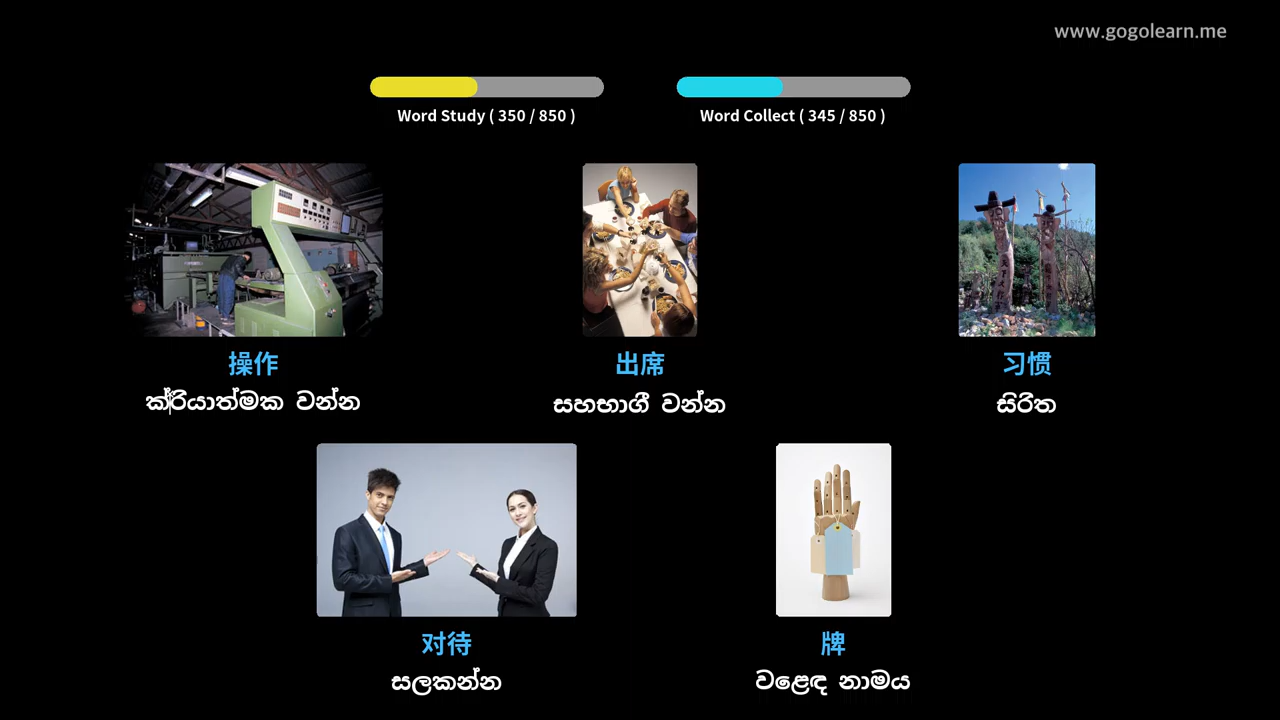 www.gogolearn.me
Word Study ( 350 / 850 )
Word Collect ( 345 / 850 )
操作
ක්රියාත්මක වන්න
出席
සහභාගී වන්න
习惯
සිරිත
对待
සලකන්න
牌
වළෙඳ නාමය